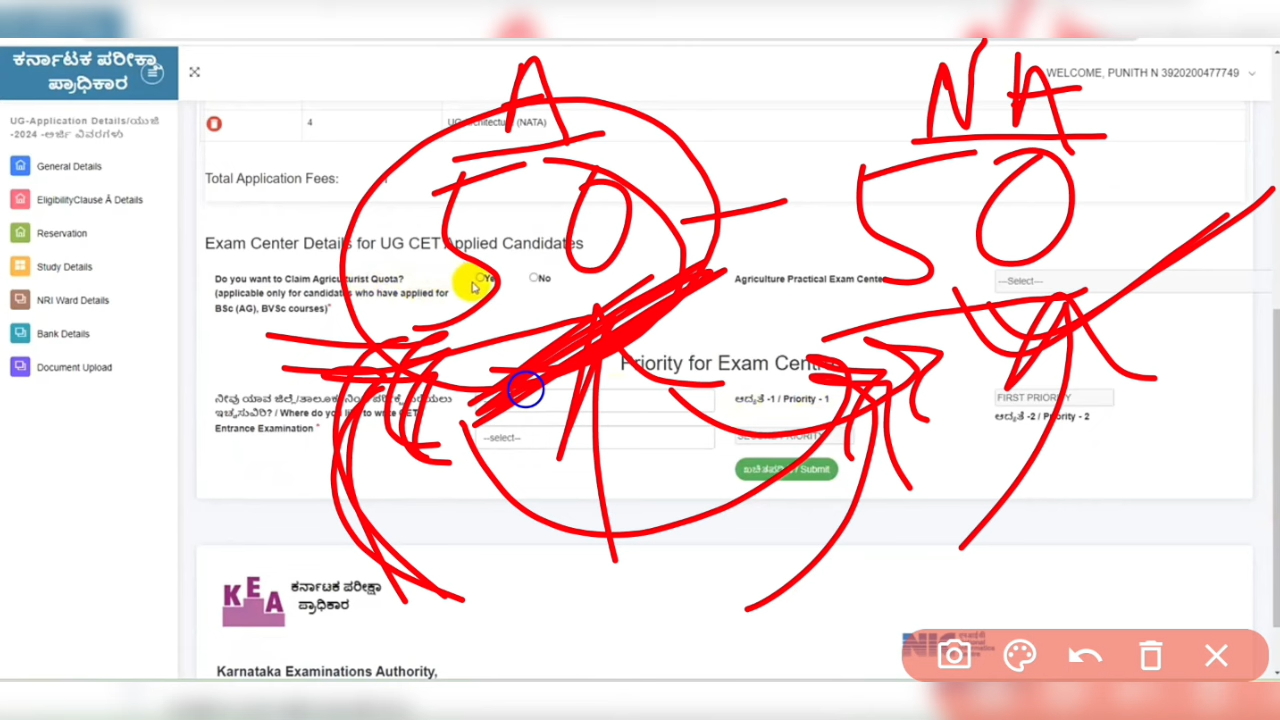 A
NA
ಕರ್ನಾಟಕ ಪರೀಕ್ಷಾ
ಪ್ರಾಧಿಕಾರ
WELCOME, PUNITH N 3920200477749
UG-Application Details/ಯುಜಿ
-2024 -ಅರ್ಜಿ ವಿವರಗಳು
4
(NATA)
General Details
50
50
Total Application Fees:
EligibilityClause Â Details
Reservation
Exam Center Details for UG CET Applied Candidates
Study Details
Do you want to Claim Agriculturist Quota?
(applicable only for candidates who have applied for
BSc (AG), BVSc courses)*
Yes
No
Agriculture Practical Exam Center
---Select---
NRI Ward Details
Bank Details
Document Upload
Priority for Exam Centre
ಇಚ್ಛಿಸುವಿರಿ? / Where do you like to write CET
Entrance Examination *
ಆದ್ಯತೆ -1 / Priority - 1
FIRST PRIORITY
ಆದ್ಯತೆ -2 / Priority - 2
--select--
SECOND PRIORITY
Submit
KEA
ಕರ್ನಾಟಕ ಪರೀಕ್ಷಾ
ಪ್ರಾಧಿಕಾರ
NIC
Karnataka Examinations Authority,